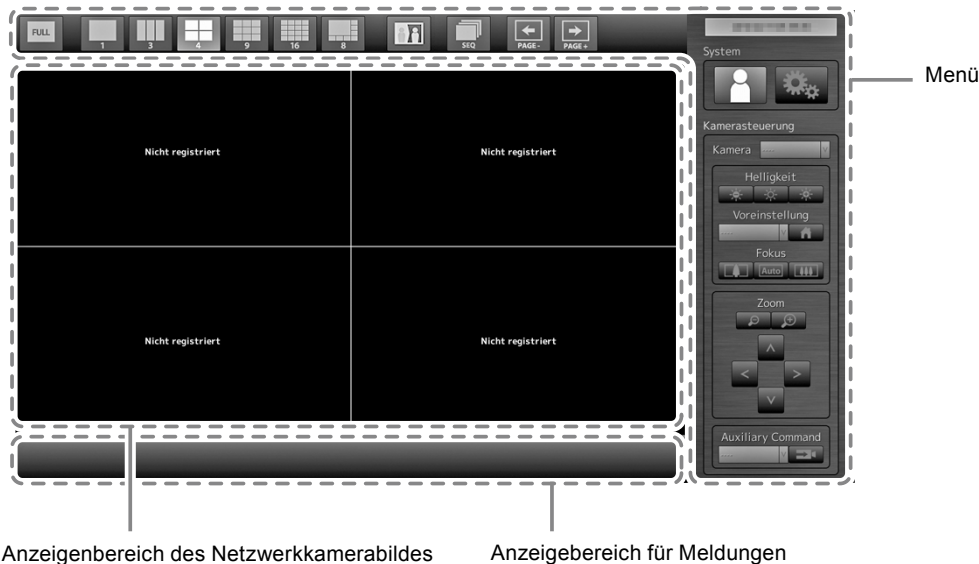 FULL
1
3
4
9
16
8
SEQ
PAGE-
PAGE+
System
Menü
Kamerasteuerung
Kamera
Nicht registriert
Nicht registriert
Helligkeit
Voreinstellung
Fokus
Auto
Zoom
Nicht registriert
Nicht registriert
Auxiliary Command
Anzeigenbereich des Netzwerkkamerabildes
Anzeigebereich für Meldungen